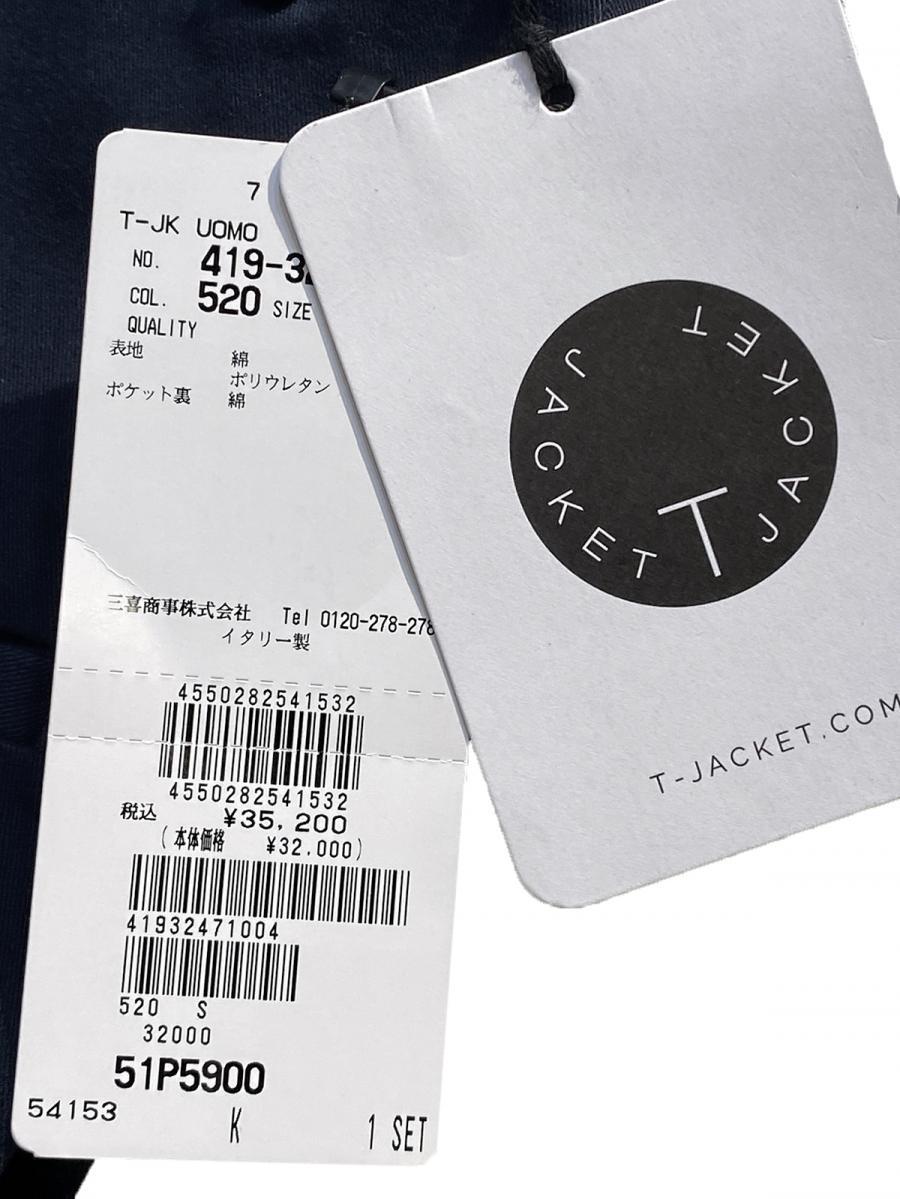 7
T-JK UOMO
NO. 419-3
COL. 520 SIZE
QUALITY
表地 綿
ポリウレタン
ポケット裏 綿
三喜商事株式会社 Tel 0120-278-278
イタリー製
4550282541532
4550282541532
税込 ¥35,200
(本体価格 ¥32.000)
41932471004
520 S
32000
51P5900
54153 K 1 SET
JACKET T JACKET
T-JACKET.COM